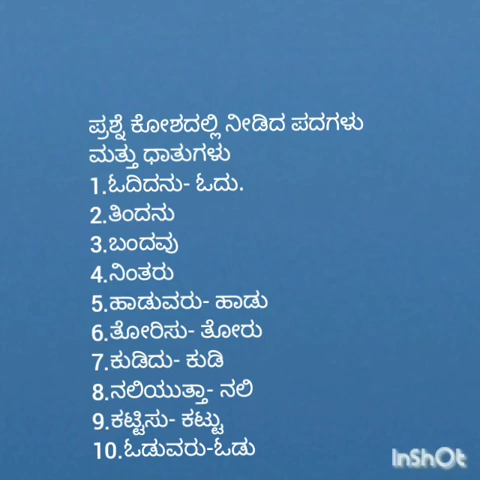 ಪ್ರಶ್ನೆ ಕೋಶದಲ್ಲಿ ನೀಡಿದ ಪದಗಳು
ಮತ್ತು ಧಾತುಗಳು
1.ಓದಿದನು- ಓದು.
2.ತಿಂದನು
3.ಬಂದವು
4.ನಿಂತರು
5.ಹಾಡುವರು- ಹಾಡು
6.ತೋರಿಸು- ತೋರು
7.ಕುಡಿದು- ಕುಡಿ
8.ನಲಿಯುತ್ತಾ- ನಲಿ
9.ಕಟ್ಟಿಸು- ಕಟ್ಟು
10.ಓಡುವರು-ಓಡು
InShOt